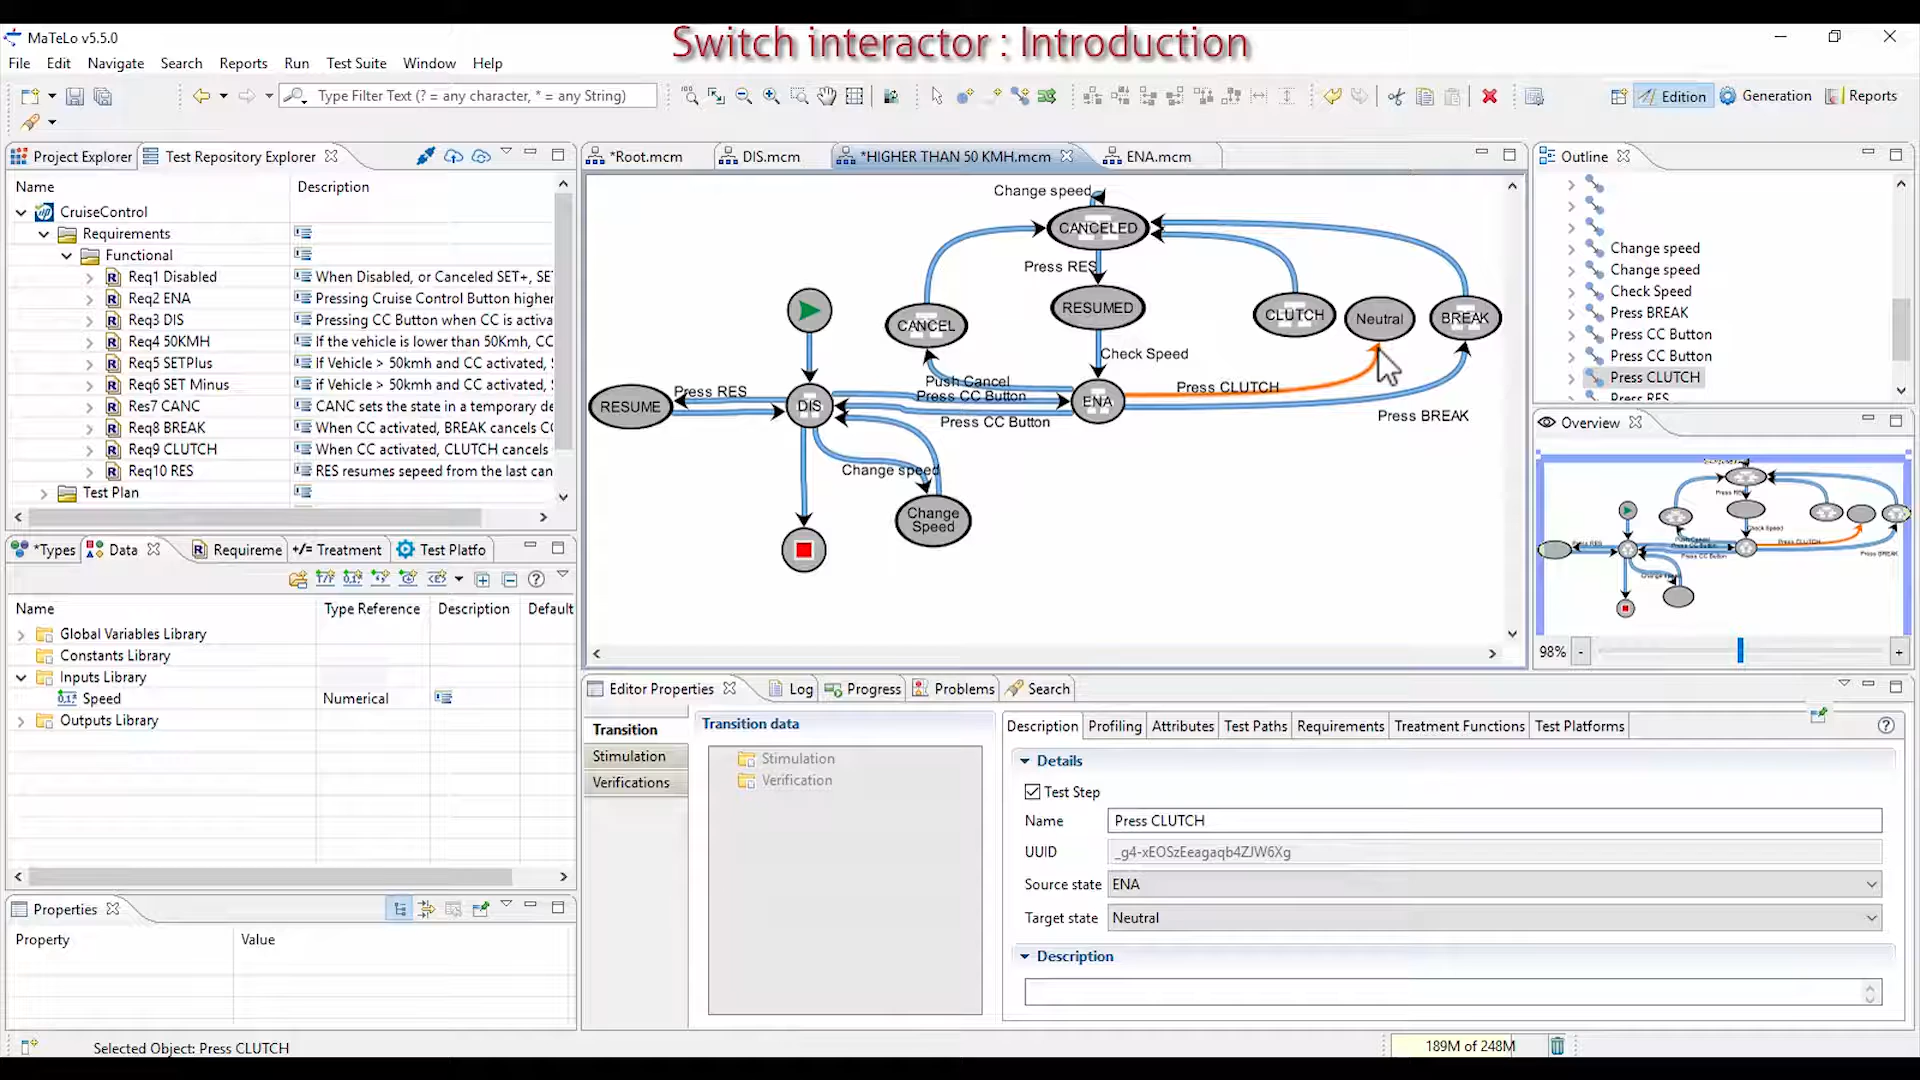 Switch interactor : Introduction
MaTeLo v5.5.0
File Edit Navigate Search Reports Run Test Suite Window Help
Type Filter Text (? = any character, * = any String)
Edition Generation Reports
Project Explorer Test Repository Explorer
Name Description
CruiseControl
Requirements
Functional
Req1 Disabled When Disabled, or Canceled SET+, SE
Req2 ENA Pressing Cruise Control Button higher
Req3 DIS Pressing CC Button when CC is activa
Req4 50KMH If the vehicle is lower than 50Kmh, CC
Req5 SETPlus if Vehicle > 50kmh and CC activated,
Req6 SET Minus if Vehicle > 50kmh and CC activated,
Res7 CANC CANC sets the state in a temporary de
Req8 BREAK When CC activated, BREAK cancels CC
Req9 CLUTCH When CC activated, CLUTCH cancels
Req10 RES RES resumes sepeed from the last can
Test Plan
*Types Data Requireme +/= Treatment Test Platfo
Name Type Reference Description Default
Global Variables Library
Constants Library
Inputs Library
Speed Numerical
Outputs Library
Properties
Property Value
*Root.mcm DIS.mcm *HIGHER THAN 50 KMH.mcm ENA.mcm
Change speed
CANCELED
Press RES
CANCEL
RESUMED
CLUTCH
Neutral
BREAK
Check Speed
Press RES
Push Cancel
Press CC Button
Press CLUTCH
RESUME
DIS
ENA
Press CC Button
Press BREAK
Change speed
Change
Speed
Outline
Change speed
Change speed
Check Speed
Press BREAK
Press CC Button
Press CC Button
Press CLUTCH
Press RES
Overview
98% - +
Editor Properties Log Progress Problems Search
Transition
Stimulation
Verifications
Transition data
Stimulation
Verification
Description Profiling Attributes Test Paths Requirements Treatment Functions Test Platforms
Details
Test Step
Name Press CLUTCH
UUID _g4-xEOSzEeagaqb4ZJW6Xg
Source state ENA
Target state Neutral
Description
Selected Object: Press CLUTCH
189M of 248M